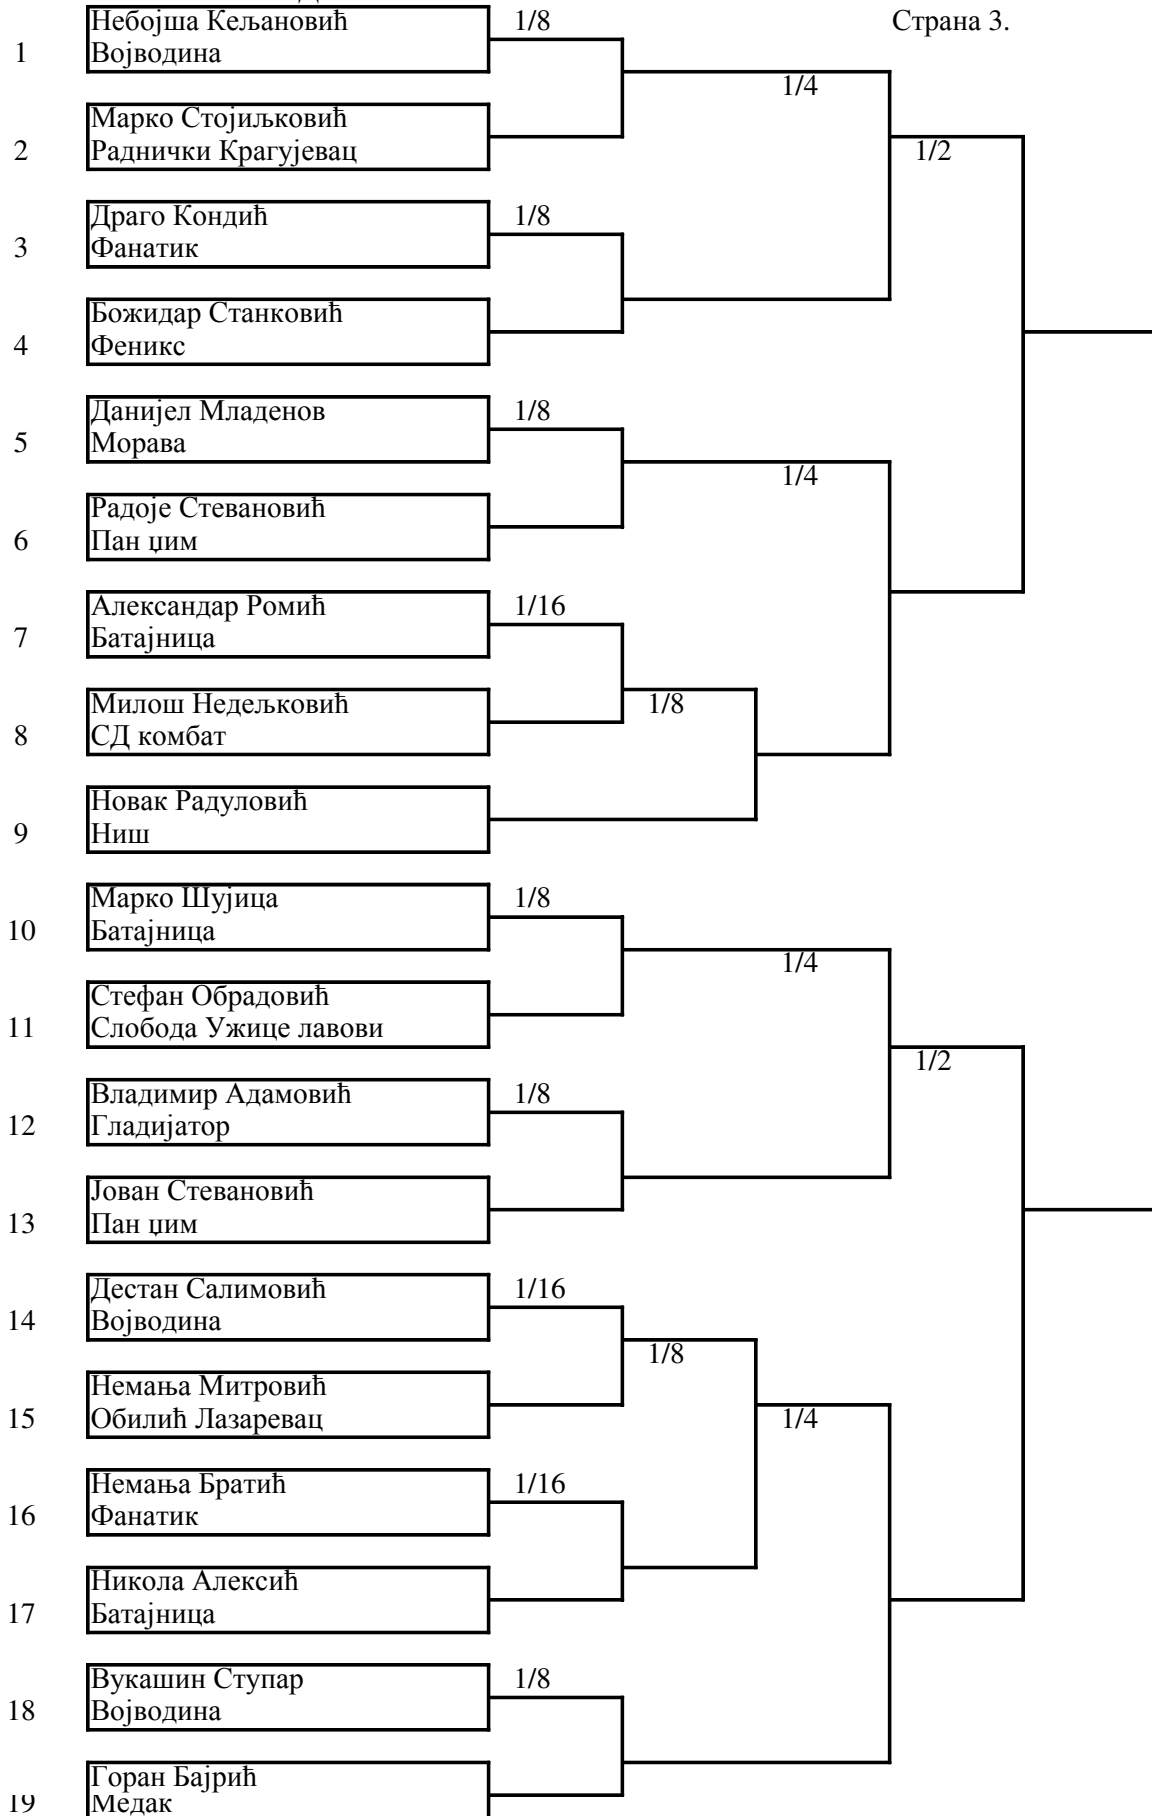 Небојша Кељановић 1/8 Страна 3.
1 Војводина
1/4
Марко Стојиљковић
2 Раднички Крагујевац 1/2
Драго Кондић 1/8
3 Фанатик
Божидар Станковић
4 Феникс
Данијел Младенов 1/8
5 Морава
1/4
Радоје Стевановић
6 Пан џим
Александар Ромић 1/16
7 Батајница
Милош Недељковић 1/8
8 СД комбат
Новак Радуловић
9 Ниш
Марко Шујица 1/8
10 Батајница
1/4
Стефан Обрадовић
11 Слобода Ужице лавови
1/2
Владимир Адамовић 1/8
12 Гладијатор
Јован Стевановић
13 Пан џим
Дестан Салимовић 1/16
14 Војводина
1/8
Немања Митровић
15 Обилић Лазаревац 1/4
Немања Братић 1/16
16 Фанатик
Никола Алексић
17 Батајница
Вукашин Ступар 1/8
18 Војводина
Горан Бајрић
19 Медак